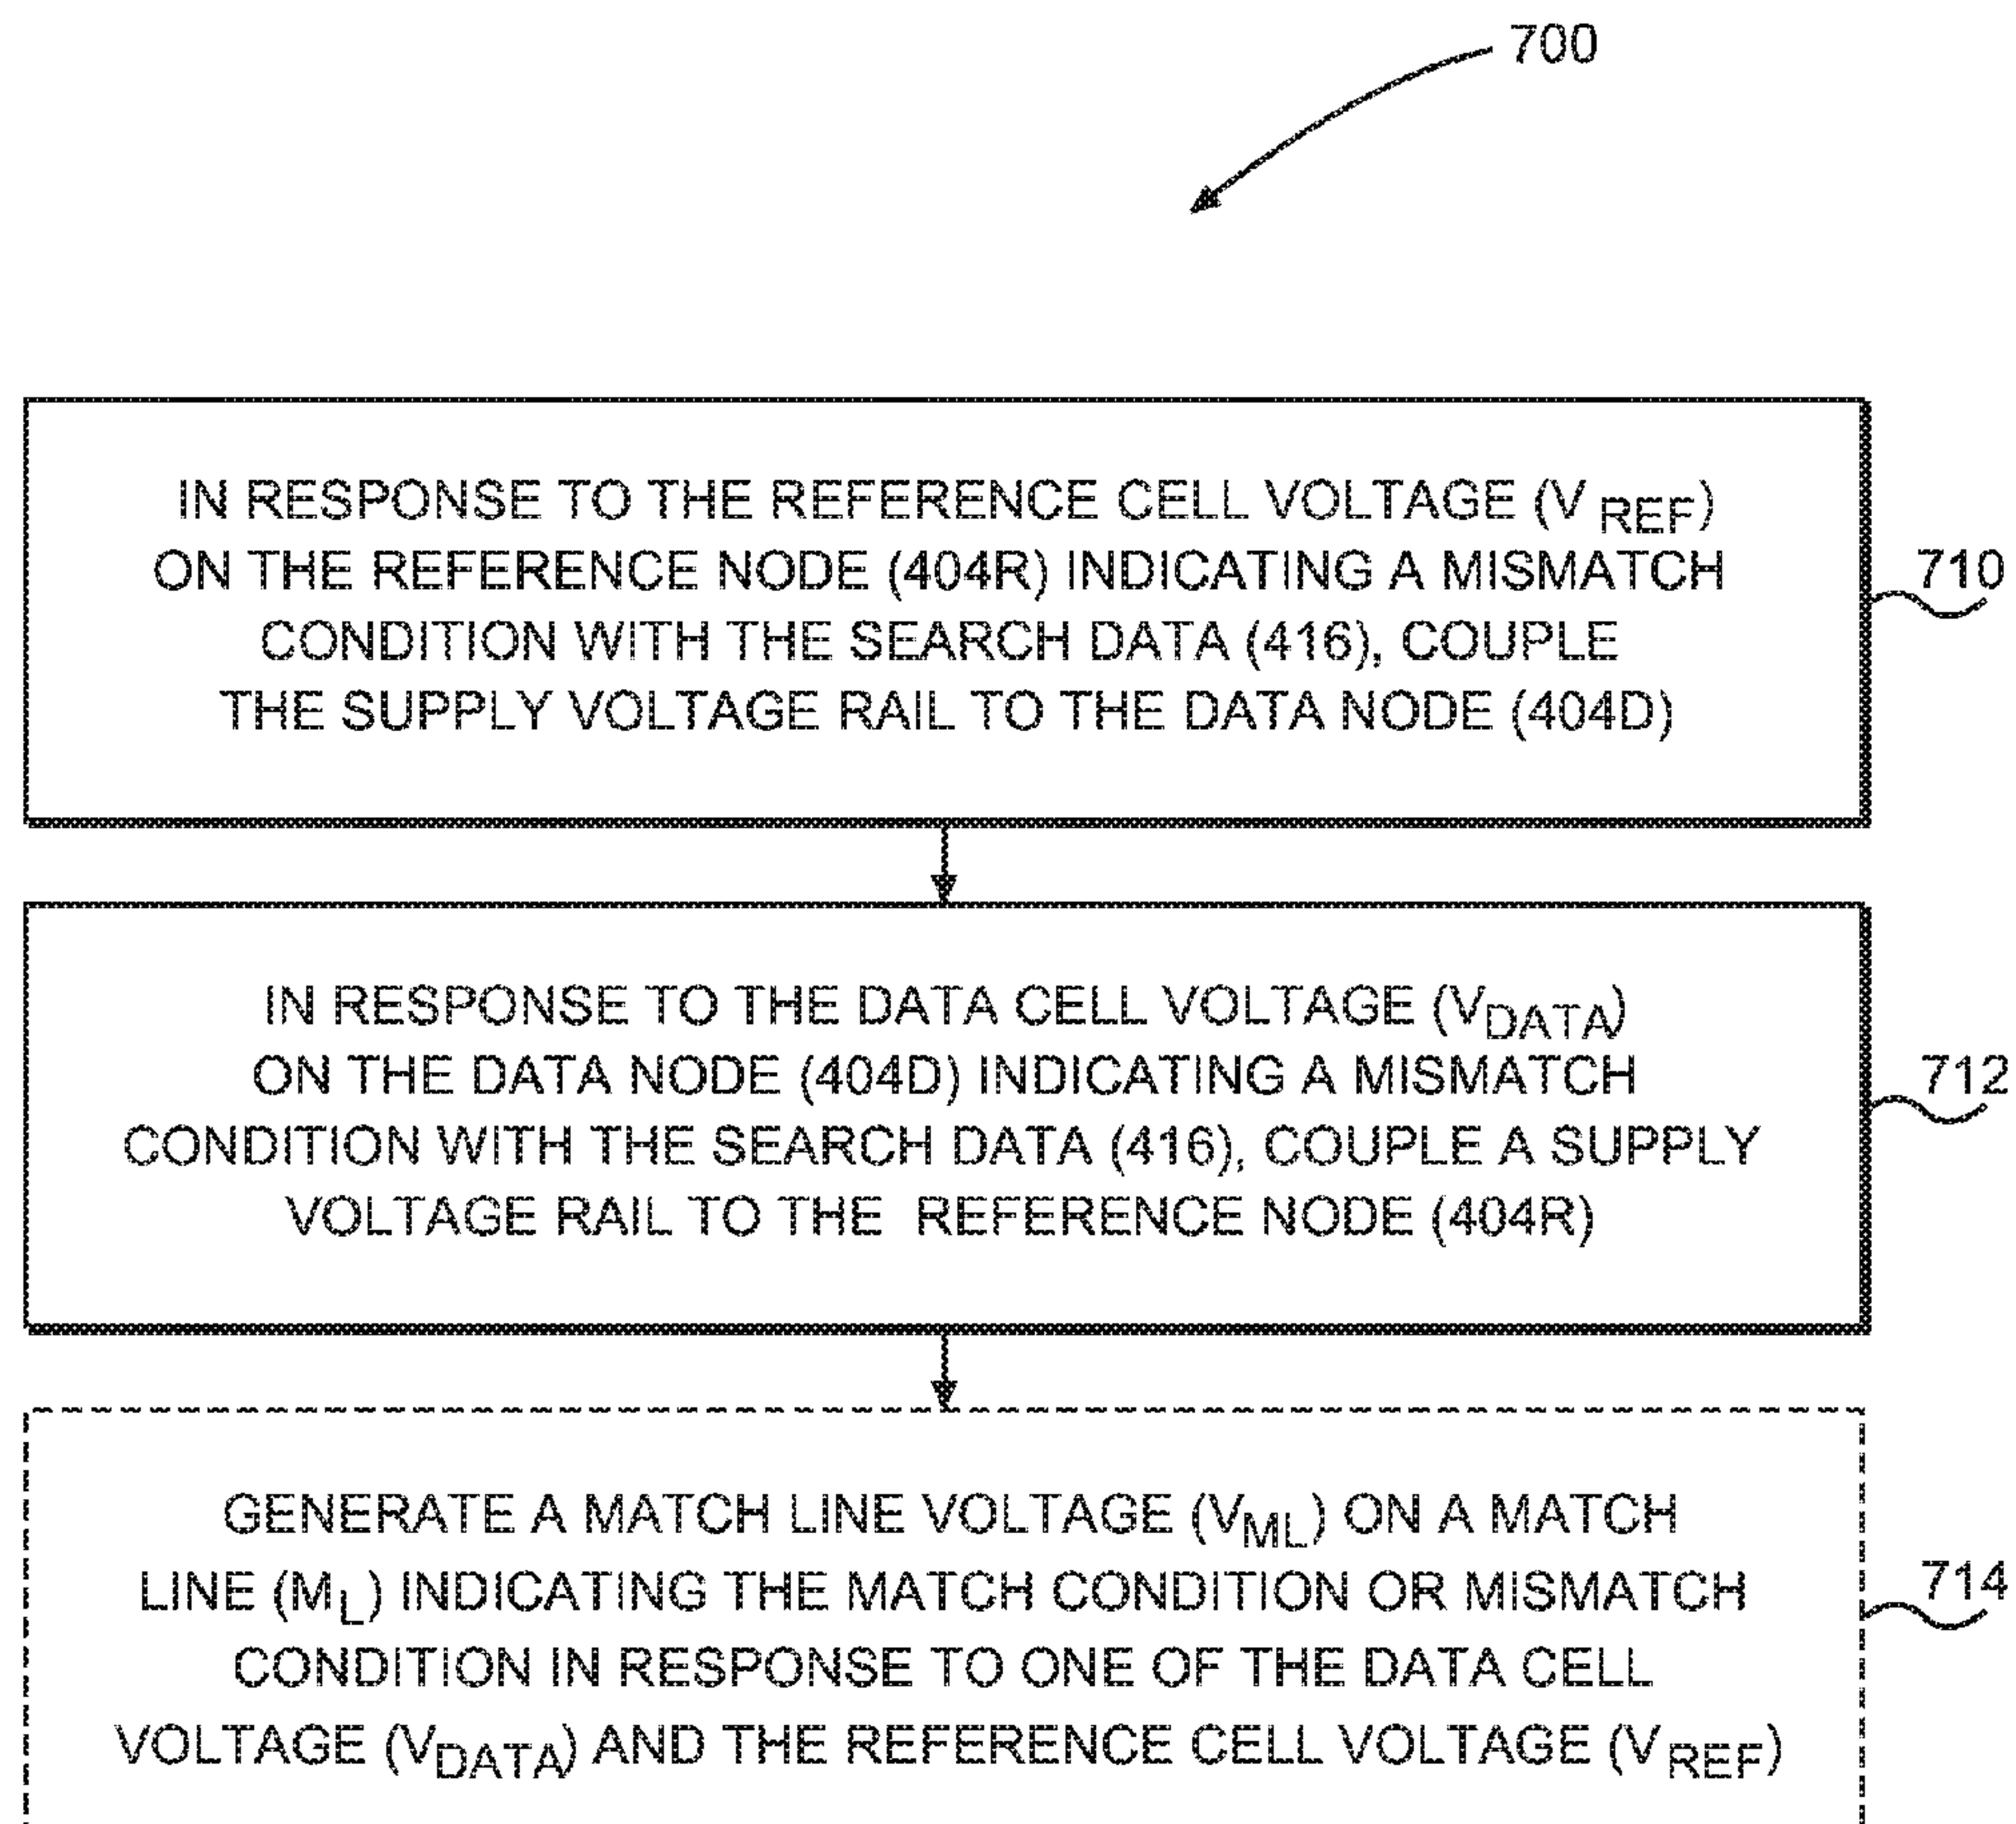 700
IN RESPONSE TO THE REFERENCE CELL VOLTAGE (V REF)
ON THE REFERENCE NODE (404R) INDICATING A MISMATCH
CONDITION WITH THE SEARCH DATA (416), COUPLE
THE SUPPLY VOLTAGE RAIL TO THE DATA NODE (404D)
710
IN RESPONSE TO THE DATA CELL VOLTAGE (VDATA)
ON THE DATA NODE (404D) INDICATING A MISMATCH
CONDITION WITH THE SEARCH DATA (416), COUPLE A SUPPLY
VOLTAGE RAIL TO THE REFERENCE NODE (404R)
712
GENERATE A MATCH LINE VOLTAGE (VML) ON A MATCH
LINE (ML) INDICATING THE MATCH CONDITION OR MISMATCH
CONDITION IN RESPONSE TO ONE OF THE DATA CELL
VOLTAGE (VDATA) AND THE REFERENCE CELL VOLTAGE (V REF)
714